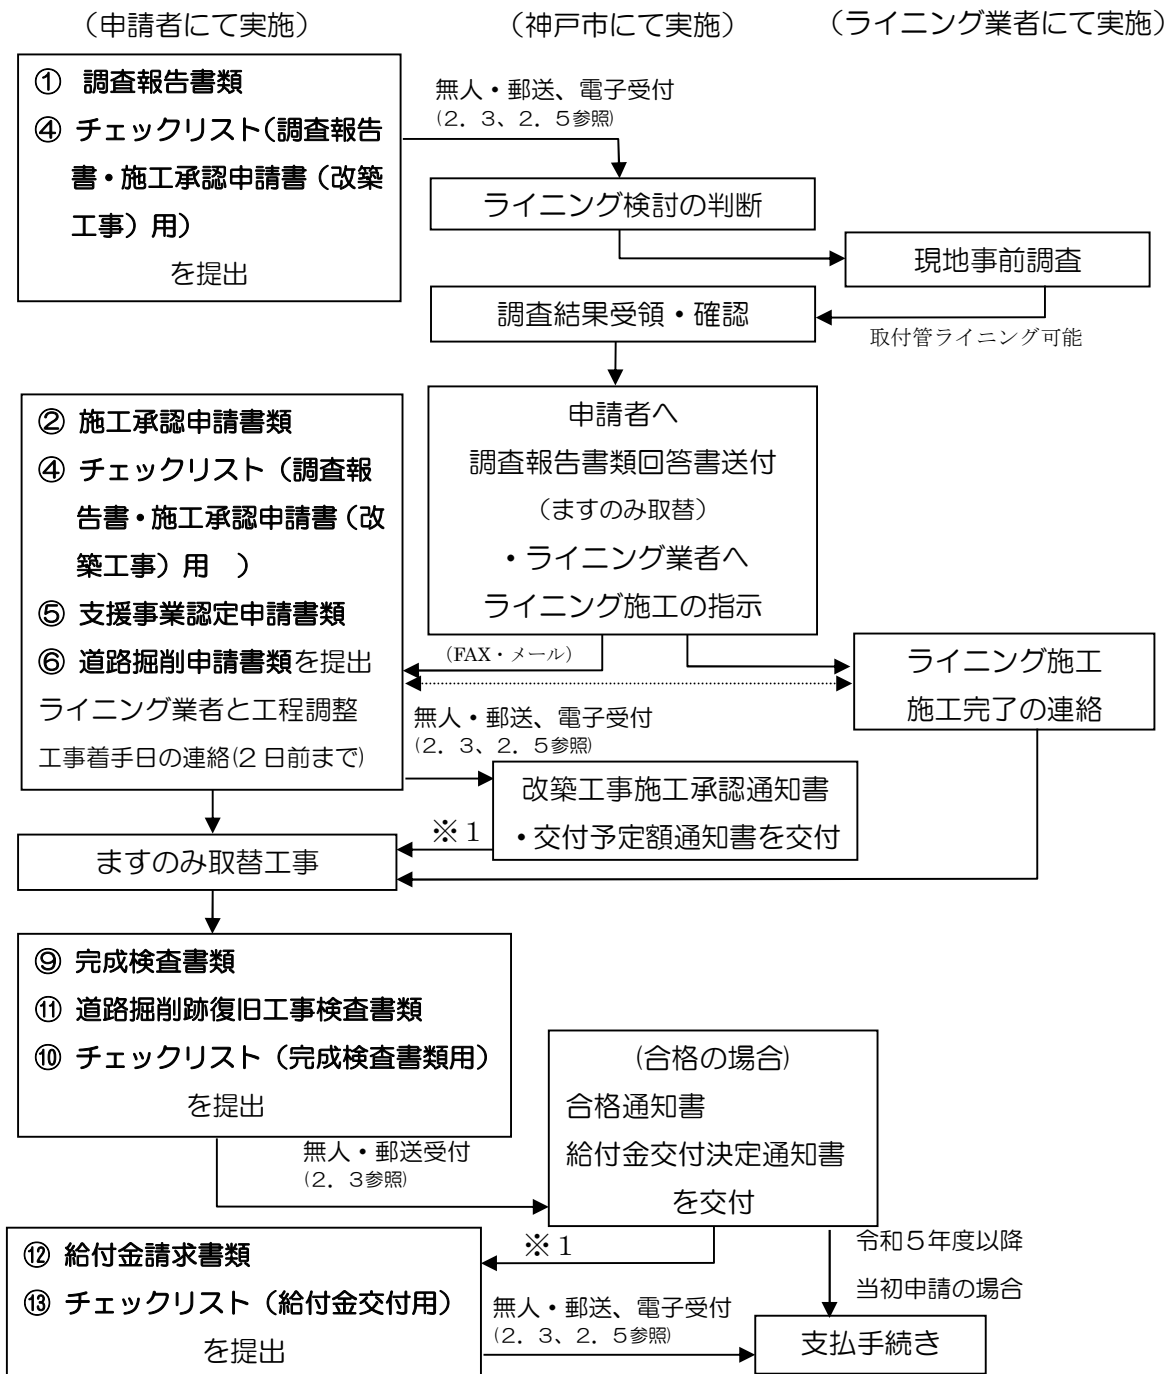 （申請者にて実施）
（神戸市にて実施）
（ライニング業者にて実施）
① 調査報告書類
④ チェックリスト（調査報告
書・施工承認申請書（改築
工事）用）
を提出
無人・郵送、電子受付
(２．３、２．５参照)
ライニング検討の判断
現地事前調査
調査結果受領・確認
取付管ライニング可能
申請者へ
調査報告書類回答書送付
（ますのみ取替）
・ライニング業者へ
ライニング施工の指示
② 施工承認申請書類
④ チェックリスト（調査報
告書・施工承認申請書（改
築工事）用　）
⑤ 支援事業認定申請書類
⑥ 道路掘削申請書類を提出
ライニング業者と工程調整
工事着手日の連絡(２日前まで)
（FAX・メール）
ライニング施工
施工完了の連絡
無人・郵送、電子受付
(２．３、２．５参照)
改築工事施工承認通知書
・交付予定額通知書を交付
※１
ますのみ取替工事
⑨ 完成検査書類
⑪ 道路掘削跡復旧工事検査書類
⑩ チェックリスト（完成検査書類用）
を提出
無人・郵送受付
(２．３参照)
(合格の場合)
合格通知書
給付金交付決定通知書
を交付
※１
令和５年度以降
当初申請の場合
⑫ 給付金請求書類
⑬ チェックリスト（給付金交付用）
を提出
無人・郵送、電子受付
(２．３、２．５参照)
支払手続き